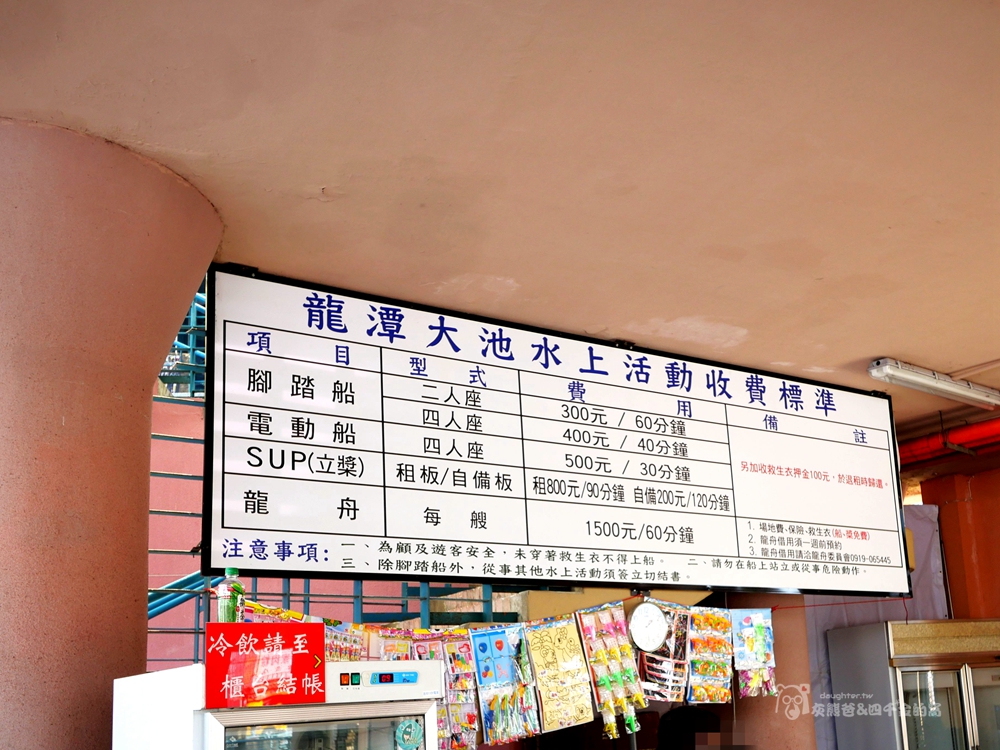 龍潭大池水上活動收費標準
項目 型式 費用 備註
腳踏船 二人座 300元 / 60分鐘
四人座 400元 / 40分鐘
電動船 四人座 500元 / 30分鐘
SUP(立槳) 租板/自備板 租800元/90分鐘 自備200元/120分鐘
另加收救生衣押金100元，於退租時歸還。
龍舟 每艘 1500元/60分鐘
1. 場地費、保險、救生衣(船、槳免費)
2. 龍舟借用須一週前預約
3. 龍舟借用請洽龍舟委員會0919-065445
注意事項: 一、為顧及遊客安全，未穿著救生衣不得上船。 二、請勿在船上站立或從事危險動作。
三、除腳踏船外，從事其他水上活動須簽立切結書。
冷飲請至
櫃台結帳
daughter.tw
灰熊爸&四千金的家